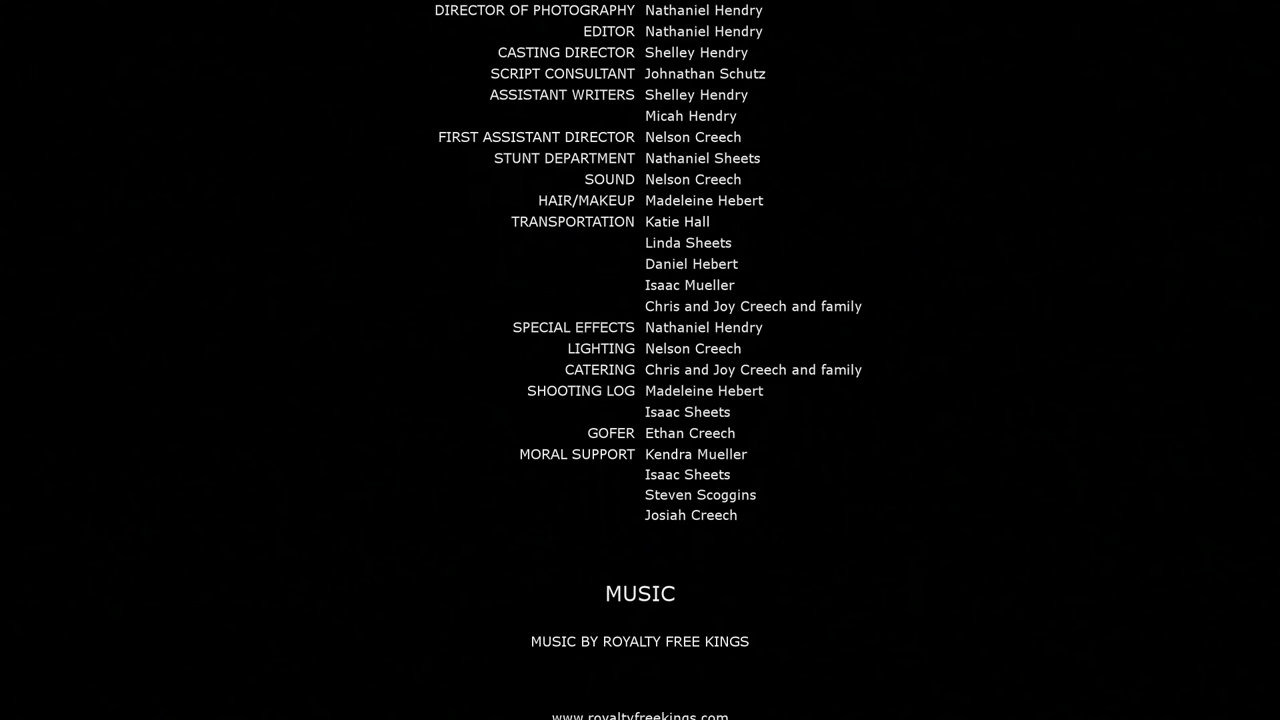 DIRECTOR OF PHOTOGRAPHY Nathaniel Hendry
EDITOR Nathaniel Hendry
CASTING DIRECTOR Shelley Hendry
SCRIPT CONSULTANT Johnathan Schutz
ASSISTANT WRITERS Shelley Hendry
Micah Hendry
FIRST ASSISTANT DIRECTOR Nelson Creech
STUNT DEPARTMENT Nathaniel Sheets
SOUND Nelson Creech
HAIR/MAKEUP Madeleine Hebert
TRANSPORTATION Katie Hall
Linda Sheets
Daniel Hebert
Isaac Mueller
Chris and Joy Creech and family
SPECIAL EFFECTS Nathaniel Hendry
LIGHTING Nelson Creech
CATERING Chris and Joy Creech and family
SHOOTING LOG Madeleine Hebert
Isaac Sheets
GOFER Ethan Creech
MORAL SUPPORT Kendra Mueller
Isaac Sheets
Steven Scoggins
Josiah Creech
MUSIC
MUSIC BY ROYALTY FREE KINGS
www.royaltyfreekings.com